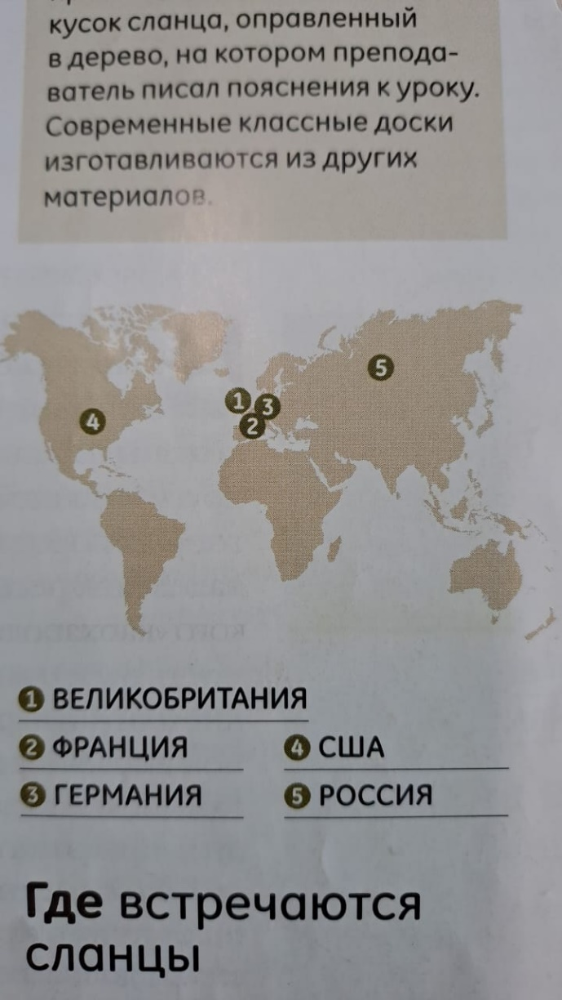 кусок сланца, оправленный
в дерево, на котором препода-
ватель писал пояснения к уроку.
Современные классные доски
изготавливаются из других
материалов.
4
1
3
2
5
1 ВЕЛИКОБРИТАНИЯ
2 ФРАНЦИЯ
4 США
3 ГЕРМАНИЯ
5 РОССИЯ
Где встречаются
сланцы